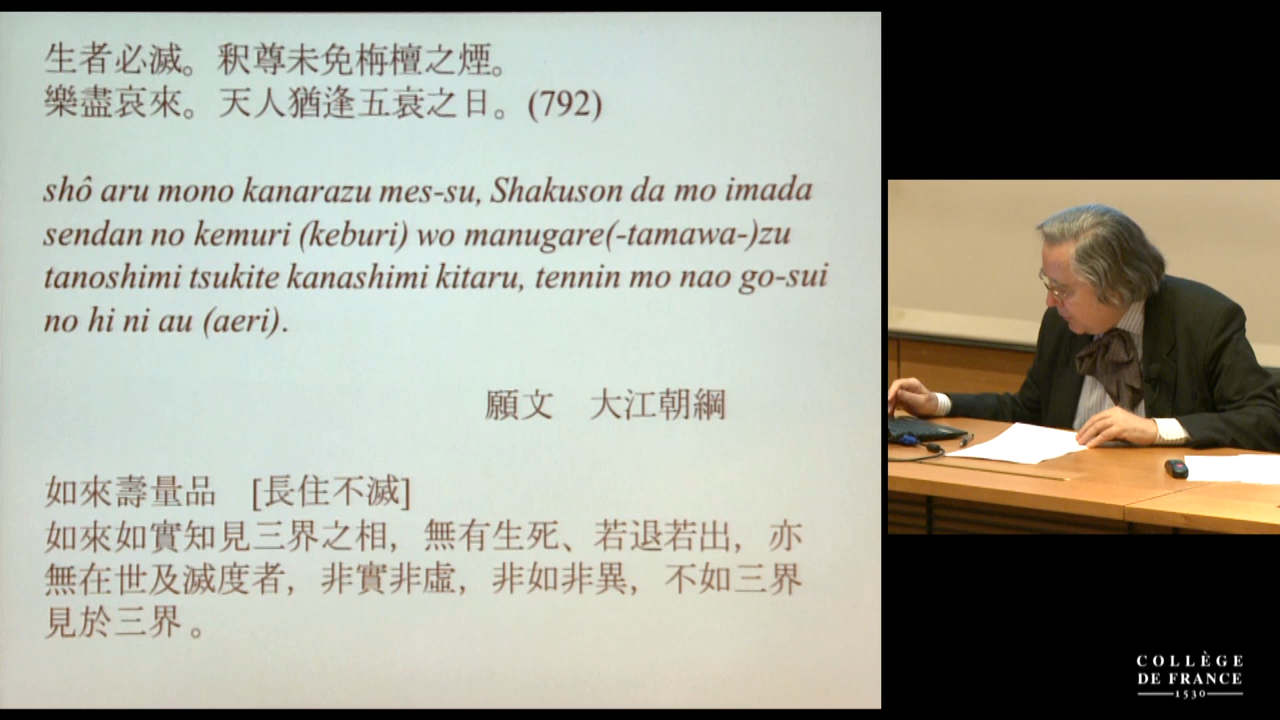 生者必滅。釈尊未免栴檀之煙。
樂盡哀來。天人猶逢五衰之日。(792)
shô aru mono kanarazu mes-su, Shakuson da mo imada
sendan no kemuri (keburi) wo manugare(-tamawa-)zu
tanoshimi tsukite kanashimi kitaru, tennin mo nao go-sui
no hi ni au (aeri).
願文　大江朝綱
如來壽量品　[長住不滅]
如來如實知見三界之相，無有生死、若退若出，亦
無在世及滅度者，非實非虛，非如非異，不如三界
見於三界。
COLLÈGE
DE FRANCE
1530